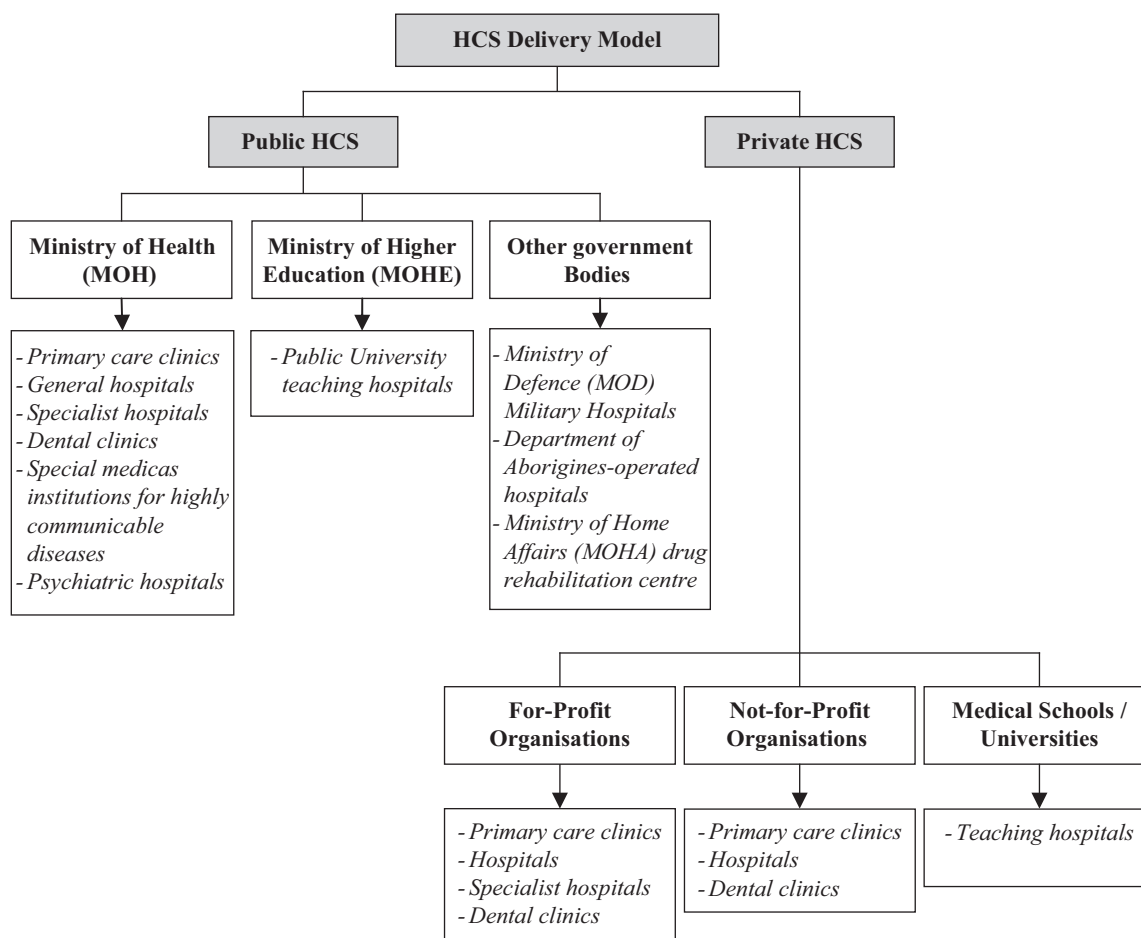 HCS Delivery Model
Public HCS
Private HCS
Ministry of Health
(MOH)
Ministry of Higher
Education (MOHE)
Other government
Bodies
- Primary care clinics
- General hospitals
- Specialist hospitals
- Dental clinics
- Special medicas
institutions for highly
communicable
diseases
- Psychiatric hospitals
- Public University
teaching hospitals
- Ministry of
Defence (MOD)
Military Hospitals
- Department of
Aborigines-operated
hospitals
- Ministry of Home
Affairs (MOHA) drug
rehabilitation centre
For-Profit
Organisations
Not-for-Profit
Organisations
Medical Schools /
Universities
- Primary care clinics
- Hospitals
- Specialist hospitals
- Dental clinics
- Primary care clinics
- Hospitals
- Dental clinics
- Teaching hospitals